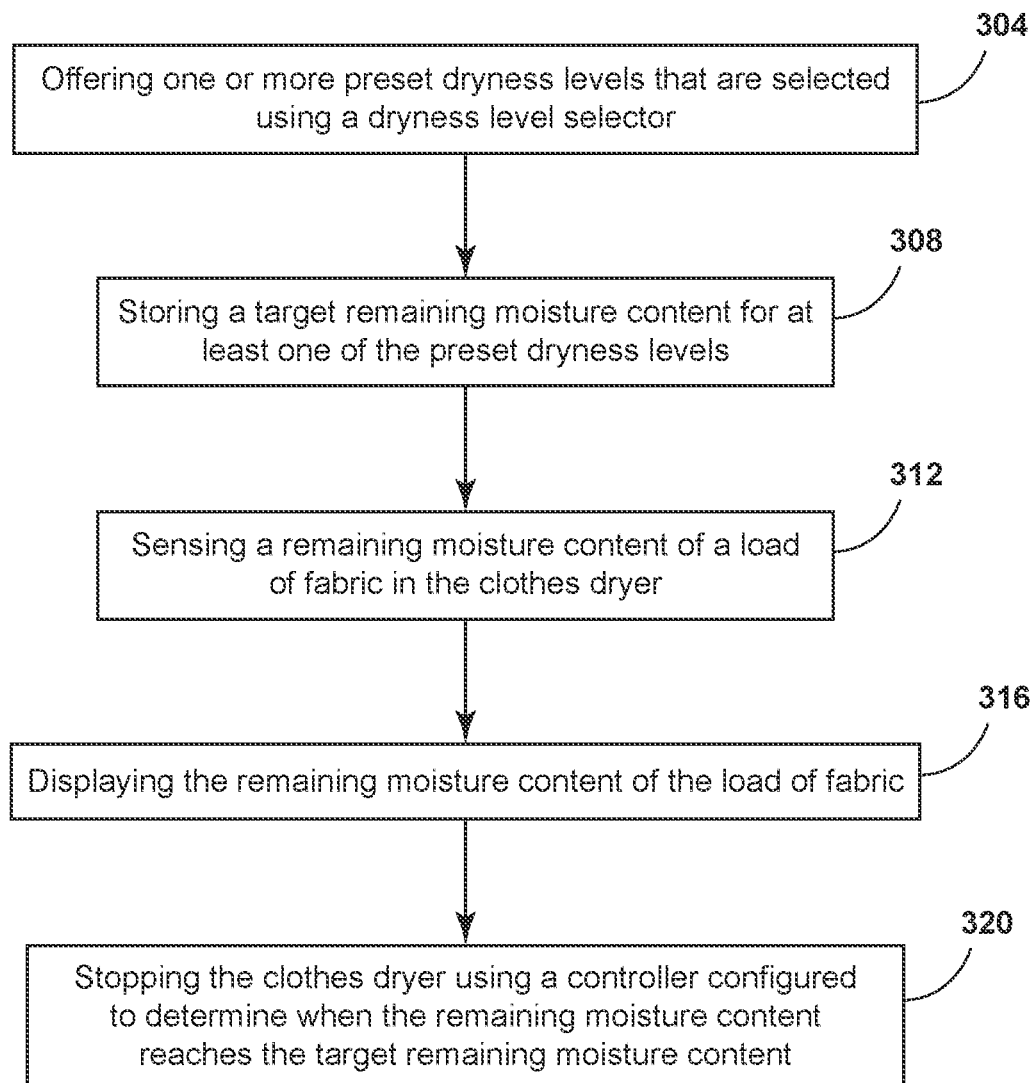 304
Offering one or more preset dryness levels that are selected
using a dryness level selector
308
Storing a target remaining moisture content for at
least one of the preset dryness levels
312
Sensing a remaining moisture content of a load
of fabric in the clothes dryer
316
Displaying the remaining moisture content of the load of fabric
320
Stopping the clothes dryer using a controller configured
to determine when the remaining moisture content
reaches the target remaining moisture content